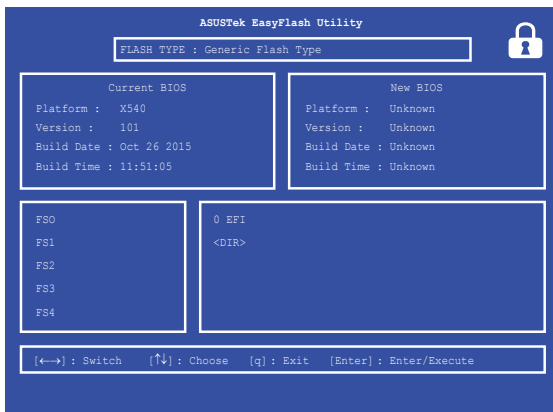 ASUSTek EasyFlash Utility
FLASH TYPE : Generic Flash Type
Current BIOS
Platform : X540
Version : 101
Build Date : Oct 26 2015
Build Time : 11:51:05
New BIOS
Platform : Unknown
Version : Unknown
Build Date : Unknown
Build Time : Unknown
FS0
FS1
FS2
FS3
FS4
0 EFI
<DIR>
[←→] : Switch [↑↓] : Choose [q] : Exit [Enter] : Enter/Execute